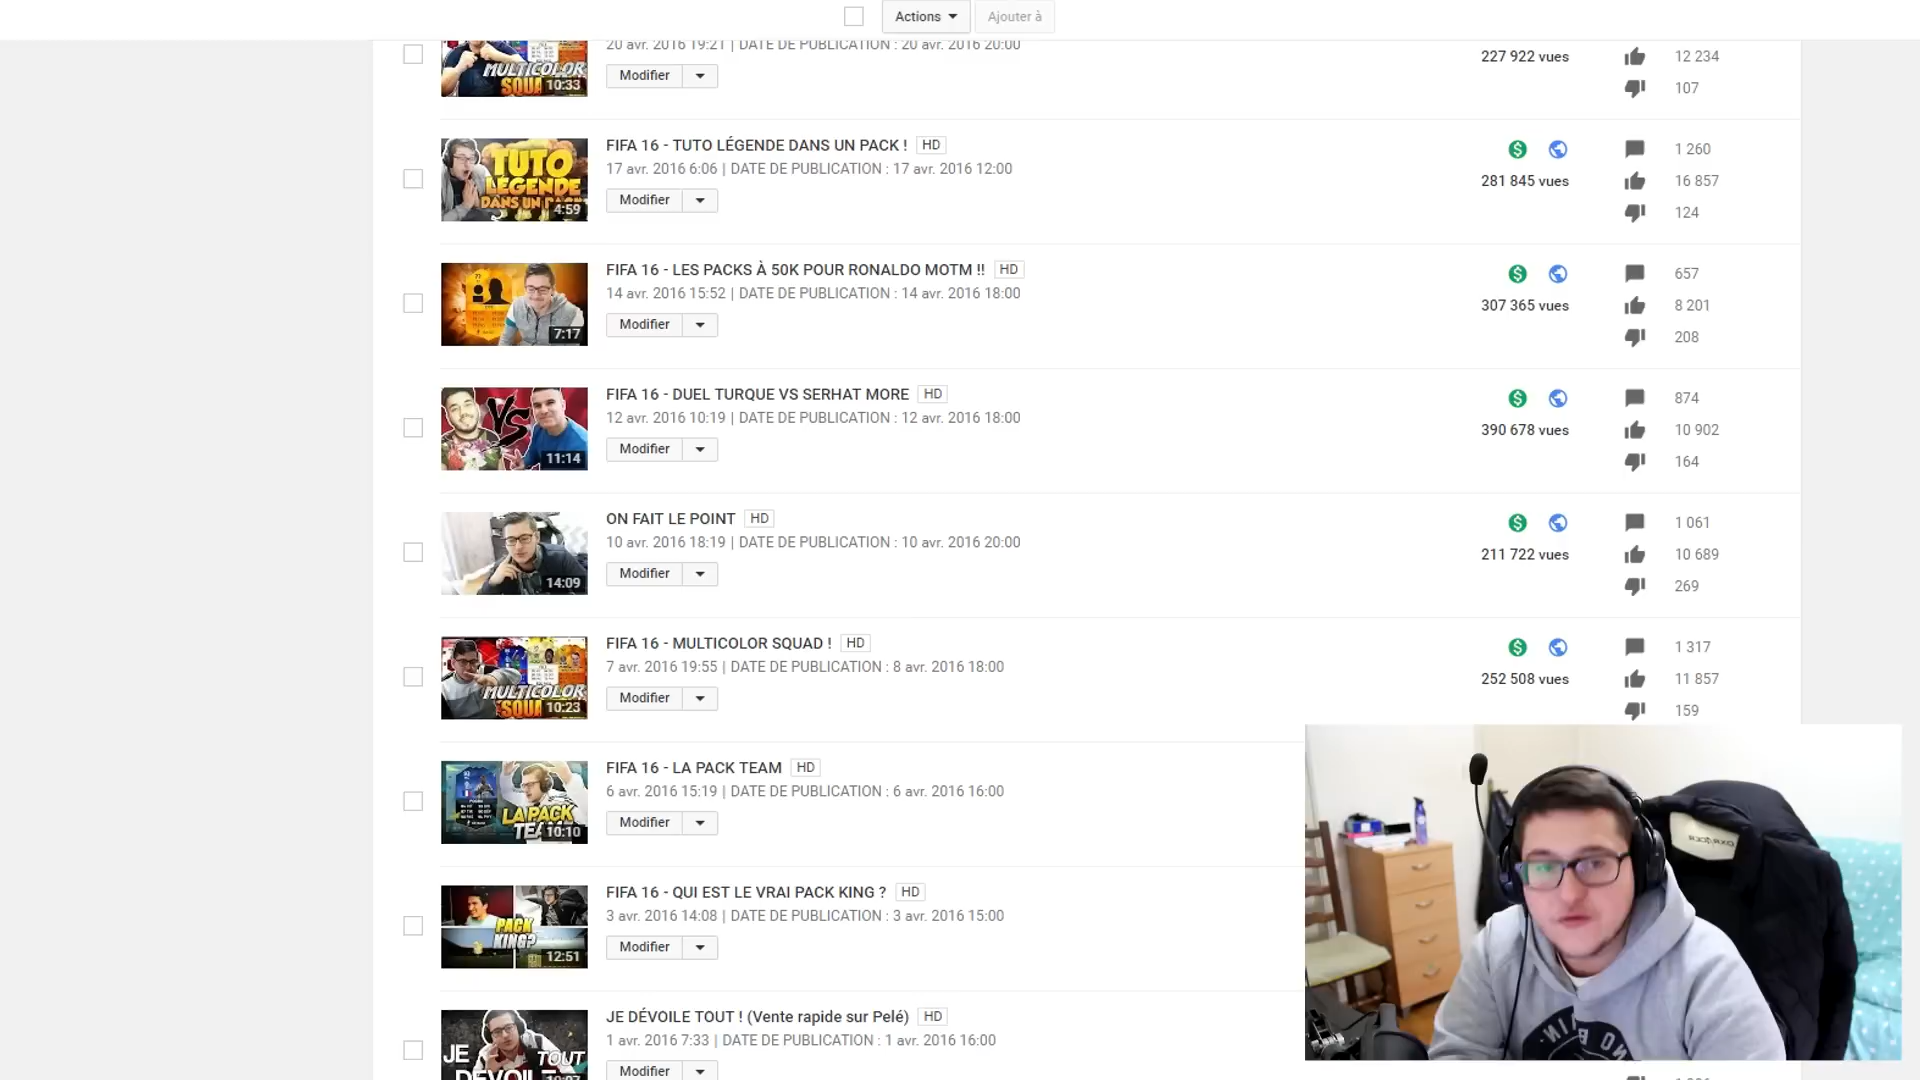 Actions
Ajouter à
20 avr. 2016 19:21 | DATE DE PUBLICATION : 20 avr. 2016 20:00
227 922 vues
12 234
MULTICOLOR
SQUA
10:33
Modifier
107
TUTO
LÉGENDE
DANS UN PACK
4:59
FIFA 16 - TUTO LÉGENDE DANS UN PACK !
HD
17 avr. 2016 6:06 | DATE DE PUBLICATION : 17 avr. 2016 12:00
Modifier
281 845 vues
1 260
16 857
124
7:17
FIFA 16 - LES PACKS À 50K POUR RONALDO MOTM !!
HD
14 avr. 2016 15:52 | DATE DE PUBLICATION : 14 avr. 2016 18:00
Modifier
307 365 vues
657
8 201
208
VS
11:14
FIFA 16 - DUEL TURQUE VS SERHAT MORE
HD
12 avr. 2016 10:19 | DATE DE PUBLICATION : 12 avr. 2016 18:00
Modifier
390 678 vues
874
10 902
164
14:09
ON FAIT LE POINT
HD
10 avr. 2016 18:19 | DATE DE PUBLICATION : 10 avr. 2016 20:00
Modifier
211 722 vues
1 061
10 689
269
MULTICOLOR
SQUA
10:23
FIFA 16 - MULTICOLOR SQUAD !
HD
7 avr. 2016 19:55 | DATE DE PUBLICATION : 8 avr. 2016 18:00
Modifier
252 508 vues
1 317
11 857
159
LA PACK
TEA
10:10
FIFA 16 - LA PACK TEAM
HD
6 avr. 2016 15:19 | DATE DE PUBLICATION : 6 avr. 2016 16:00
Modifier
PACK
KING?
12:51
FIFA 16 - QUI EST LE VRAI PACK KING ?
HD
3 avr. 2016 14:08 | DATE DE PUBLICATION : 3 avr. 2016 15:00
Modifier
JE
TOUT
DEVOILE
JE DÉVOILE TOUT ! (Vente rapide sur Pelé)
HD
1 avr. 2016 7:33 | DATE DE PUBLICATION : 1 avr. 2016 16:00
Modifier